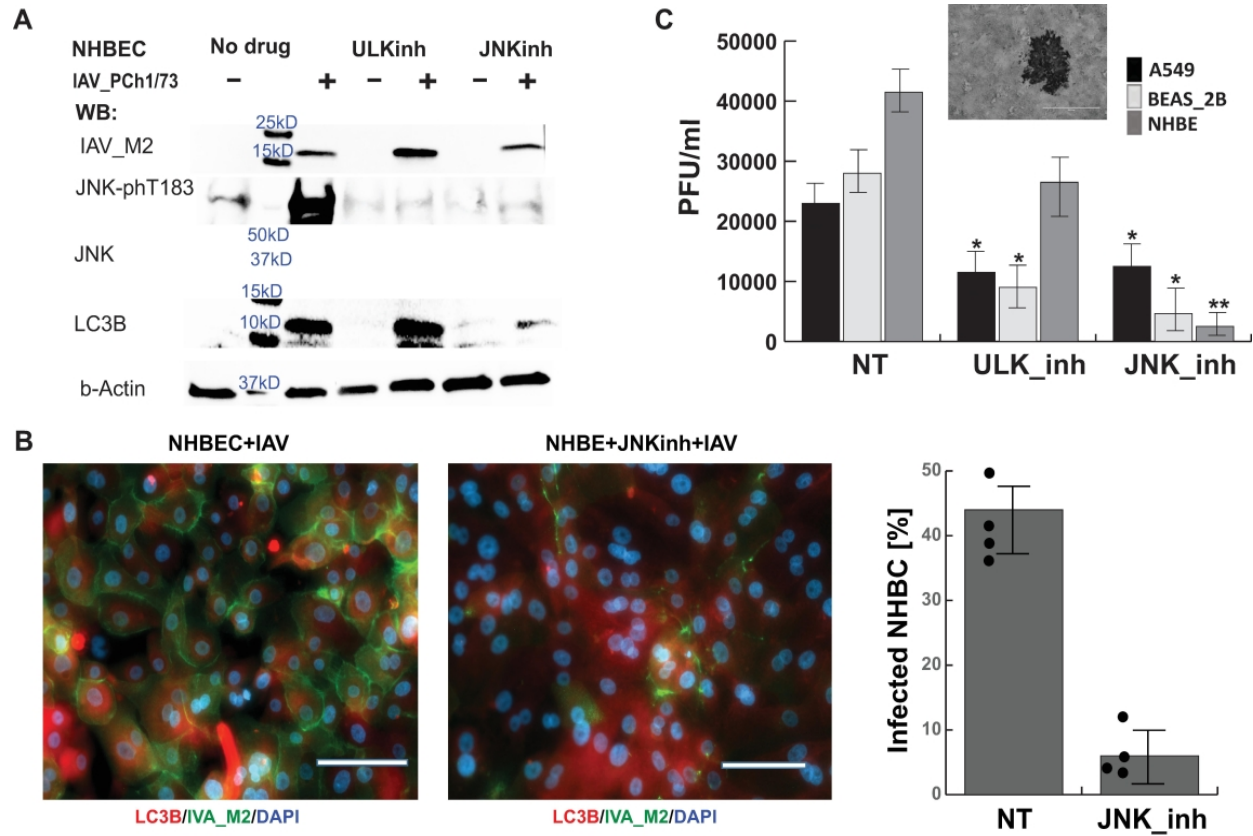 A
NHBEC No drug ULKinh JNKinh
IAV_PCh1/73 – + – + – +
WB:
IAV_M2
25kD
15kD
JNK-phT183
JNK
50kD
37kD
LC3B
15kD
10kD
b-Actin
37kD
C
PFU/ml
50000
40000
30000
20000
10000
0
A549
BEAS_2B
NHBE
* * * * **
NT ULK_inh JNK_inh
B
NHBEC+IAV
LC3B/IVA_M2/DAPI
NHBE+JNKinh+IAV
LC3B/IVA_M2/DAPI
Infected NHBC [%]
50
40
30
20
10
0
NT JNK_inh